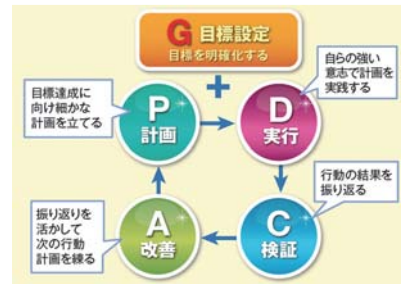 G 目標設定
目標を明確化する
+
自らの強い
意志で計画を
実践する
目標達成に
向け細かな
計画を立てる
P
計画
D
実行
行動の結果を
振り返る
振り返りを
活かして
次の行動
計画を練る
A
改善
C
検証